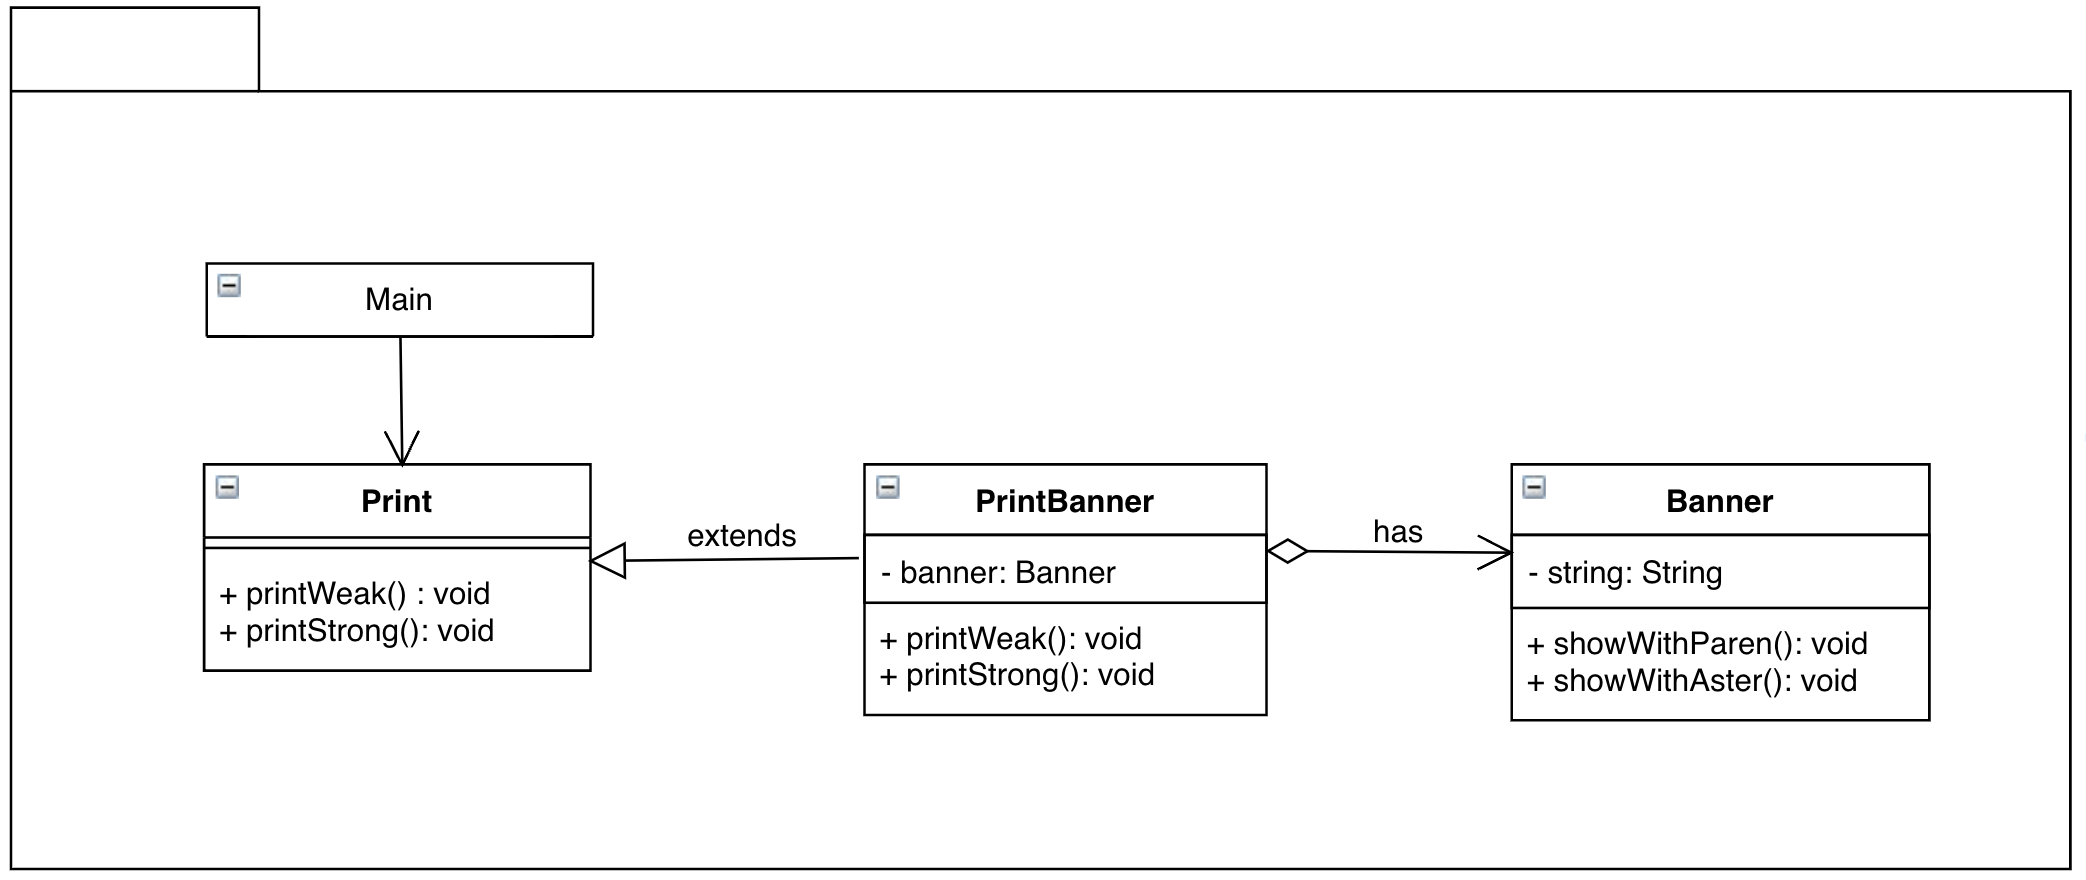 Main
Print
+ printWeak() : void
+ printStrong(): void
extends
PrintBanner
- banner: Banner
+ printWeak(): void
+ printStrong(): void
has
Banner
- string: String
+ showWithParen(): void
+ showWithAster(): void